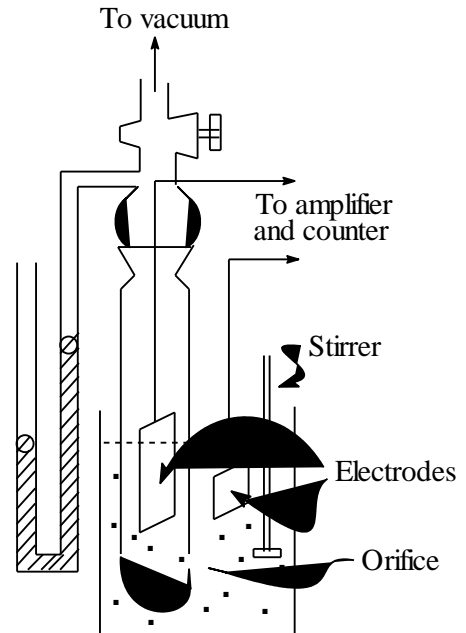 To vacuum
To amplifier
and counter
Stirrer
Electrodes
Orifice